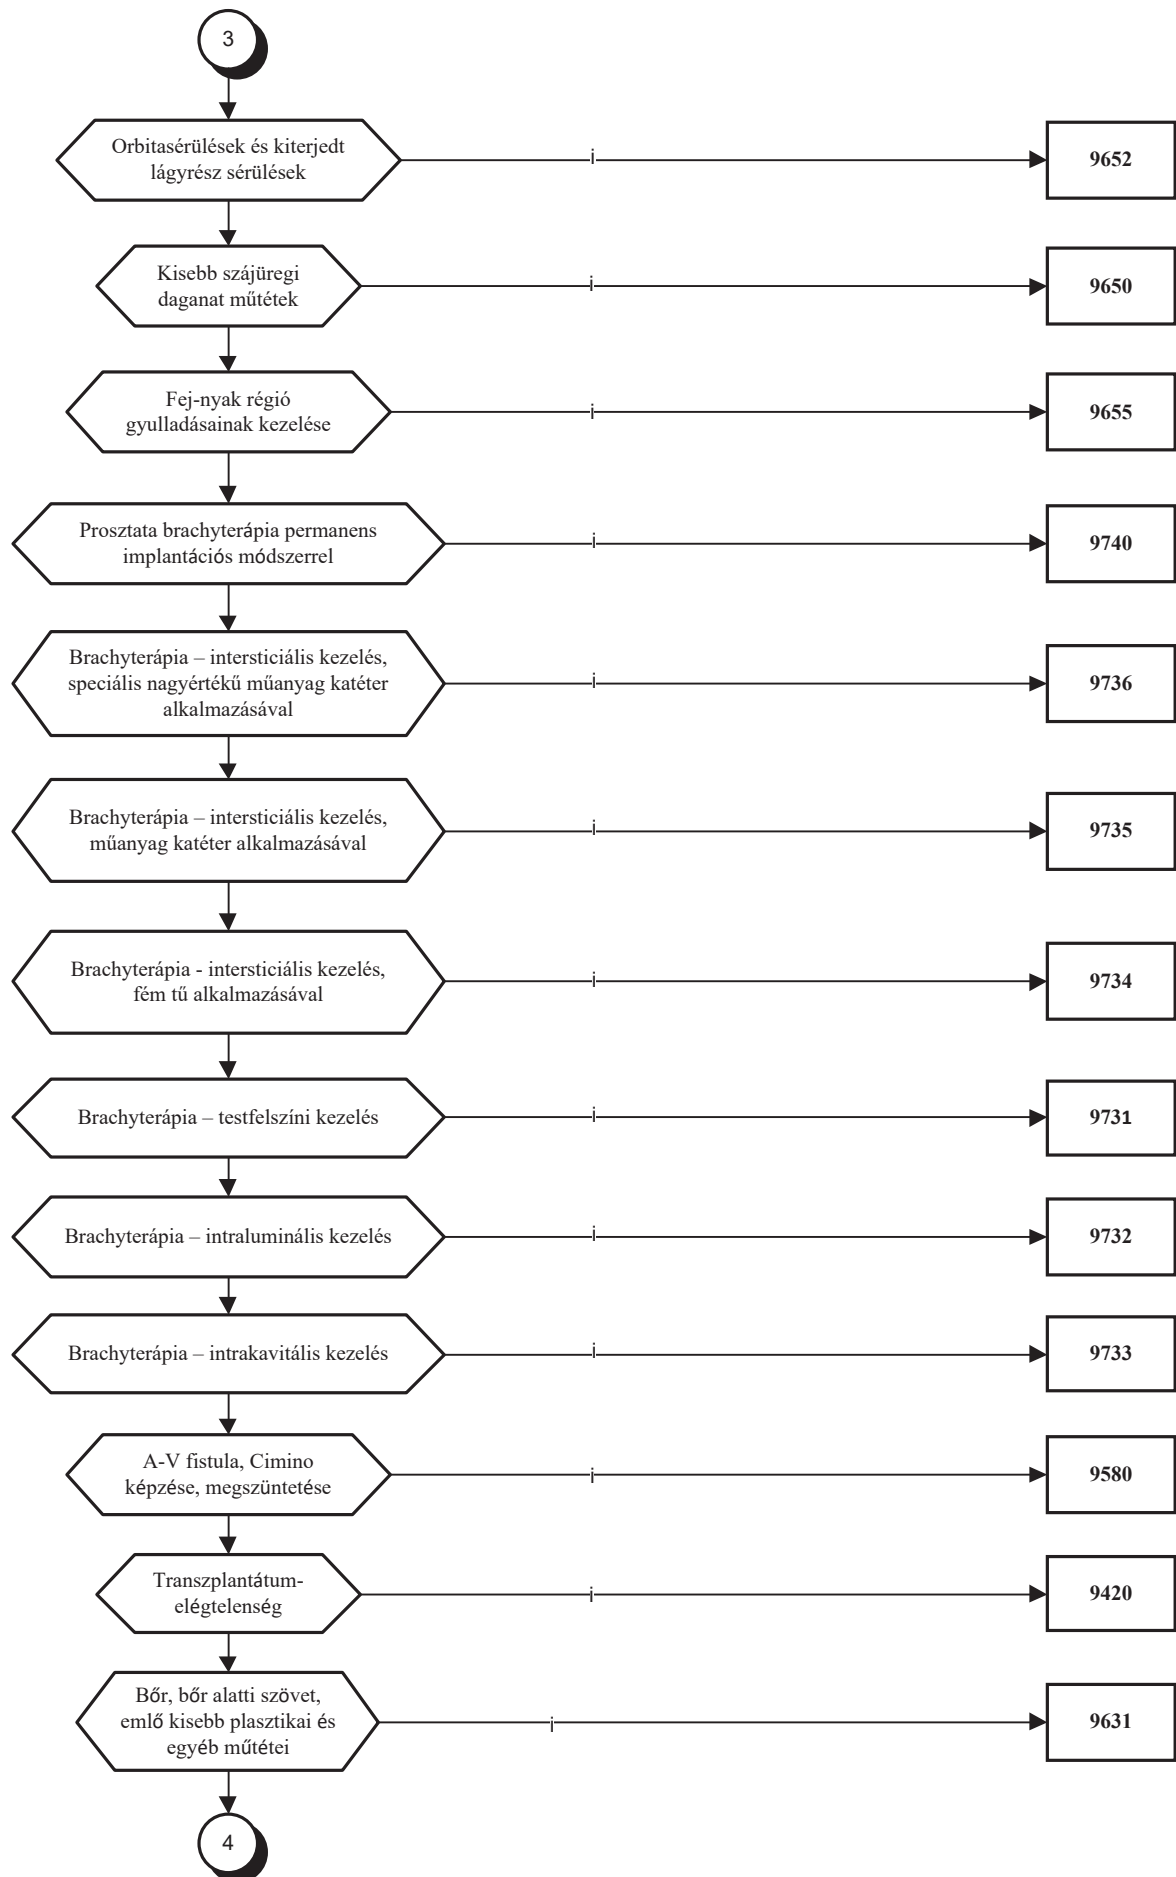 3
Orbitasérülések és kiterjedt
lágyrész sérülések
i
9652
Kisebb szájüregi
daganat műtétek
i
9650
Fej-nyak régió
gyulladásainak kezelése
i
9655
Prosztata brachyterápia permanens
implantációs módszerrel
i
9740
Brachyterápia – intersticiális kezelés,
speciális nagyértékű műanyag katéter
alkalmazásával
i
9736
Brachyterápia – intersticiális kezelés,
műanyag katéter alkalmazásával
i
9735
Brachyterápia - intersticiális kezelés,
fém tű alkalmazásával
i
9734
Brachyterápia – testfelszíni kezelés
i
9731
Brachyterápia – intraluminális kezelés
i
9732
Brachyterápia – intrakavitális kezelés
i
9733
A-V fistula, Cimino
képzése, megszüntetése
i
9580
Transzplantátum-
elégtelenség
i
9420
Bőr, bőr alatti szövet,
emlő kisebb plasztikai és
egyéb műtétei
i
9631
4